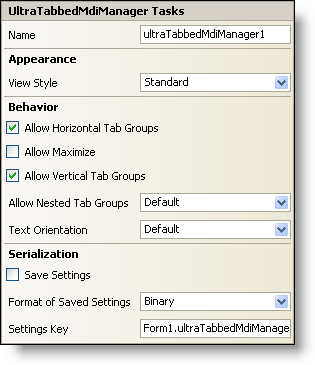 UltraTabbedMdiManager Tasks
Name ultraTabbedMdiManager1
Appearance
View Style Standard
Behavior
Allow Horizontal Tab Groups
Allow Maximize
Allow Vertical Tab Groups
Allow Nested Tab Groups Default
Text Orientation Default
Serialization
Save Settings
Format of Saved Settings Binary
Settings Key Form1.ultraTabbedMdiManage